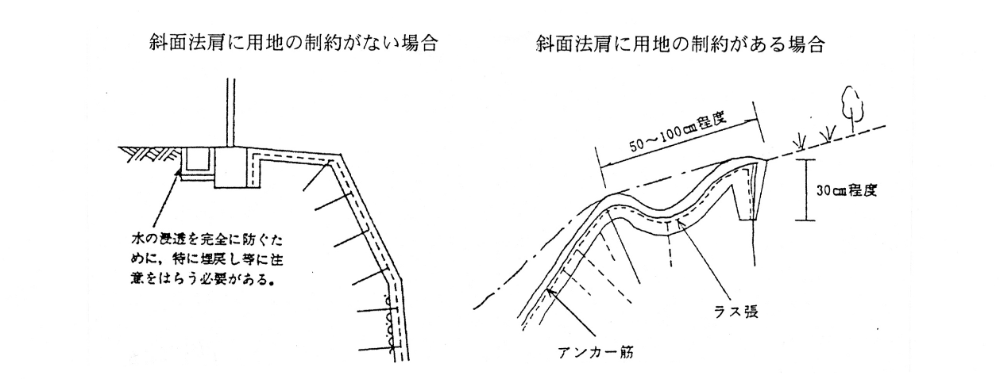 斜面法肩に用地の制約がない場合
水の浸透を完全に防ぐた
めに，特に埋戻し等に注
意をはらう必要がある。
斜面法肩に用地の制約がある場合
50～100㎝程度
30㎝程度
ラス張
アンカー筋